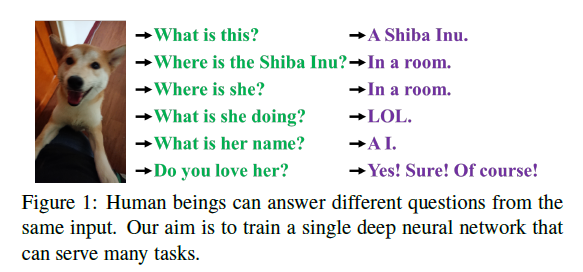 →What is this? →A Shiba Inu.
→Where is the Shiba Inu?→In a room.
→Where is she? →In a room.
→What is she doing? →LOL.
→What is her name? →A I.
→Do you love her? →Yes! Sure! Of course!
Figure 1: Human beings can answer different questions from the
same input. Our aim is to train a single deep neural network that
can serve many tasks.